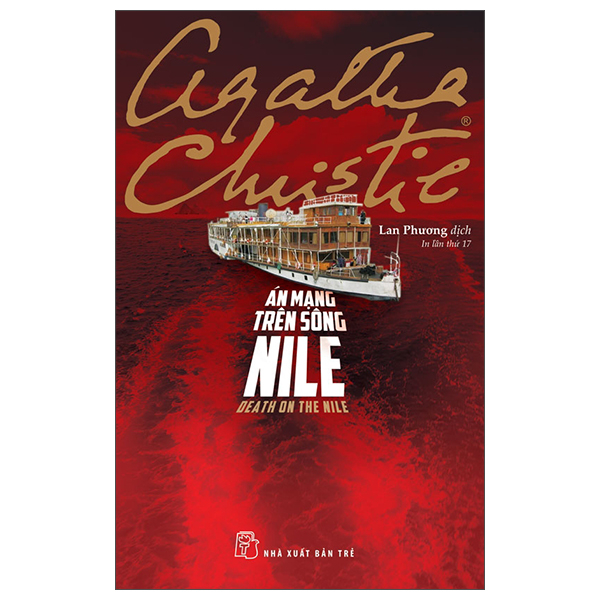 Agatha
Christie®
Lan Phương dịch
In lần thứ 17
ÁN MẠNG
TRÊN SÔNG
NILE
DEATH ON THE NILE
T
NHÀ XUẤT BẢN TRẺ